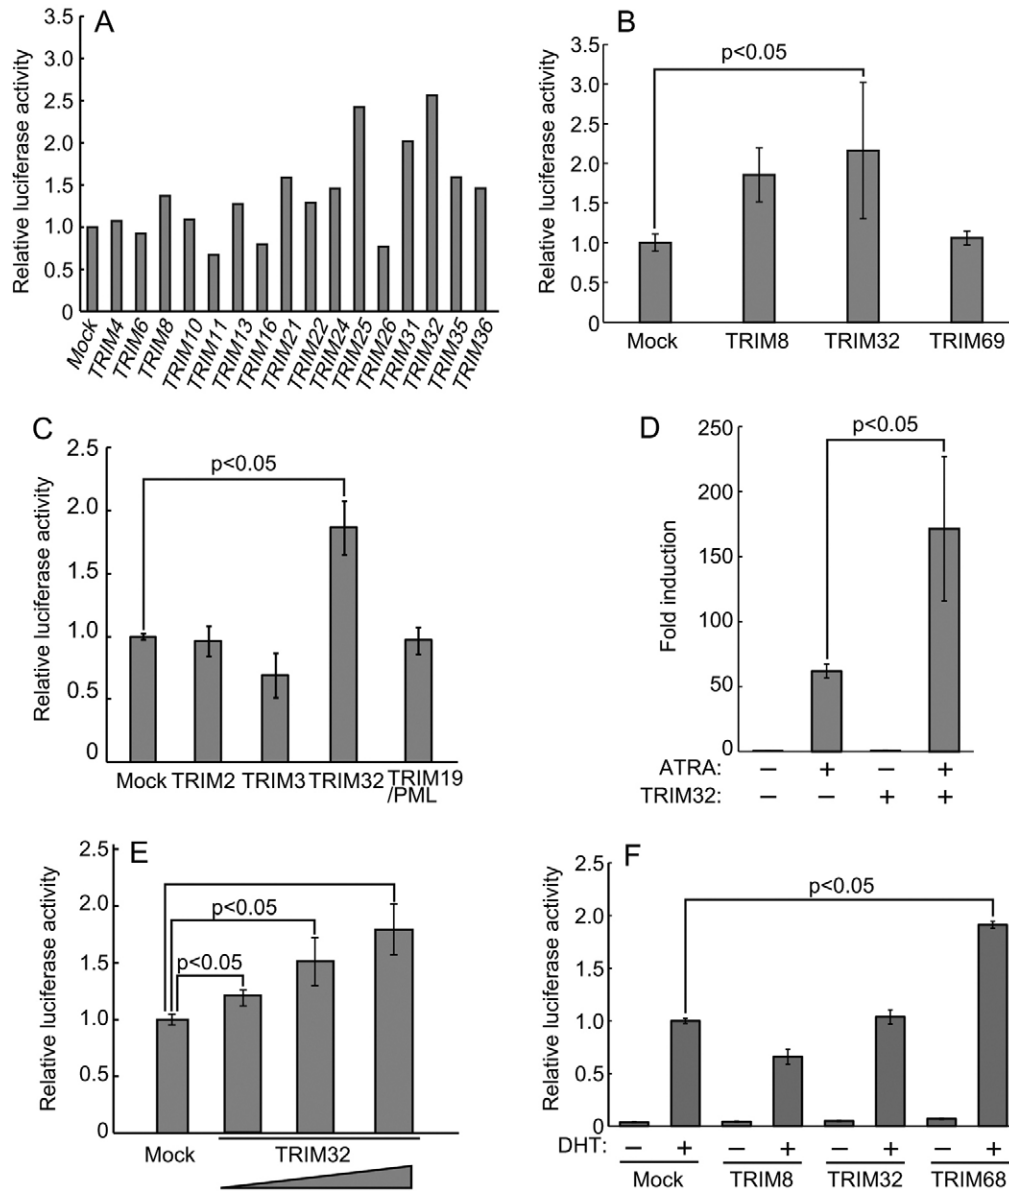 A
Relative luciferase activity
3.5
3.0
2.5
2.0
1.5
1.0
0.5
0
Mock
TRIM4
TRIM6
TRIM8
TRIM10
TRIM11
TRIM13
TRIM16
TRIM21
TRIM22
TRIM24
TRIM25
TRIM26
TRIM31
TRIM32
TRIM35
TRIM36
B
Relative luciferase activity
3.5
3.0
2.5
2.0
1.5
1.0
0.5
0
p<0.05
Mock TRIM8 TRIM32 TRIM69
C
Relative luciferase activity
2.5
2.0
1.0
0.5
0
p<0.05
Mock TRIM2 TRIM3 TRIM32 TRIM19
/PML
D
Fold induction
250
200
150
100
50
0
p<0.05
ATRA: − + − +
TRIM32: − − + +
E
Relative luciferase activity
2.5
2.0
1.5
1.0
0.5
0
p<0.05
p<0.05
Mock TRIM32
F
Relative luciferase activity
2.5
2.0
1.5
1.0
0.5
0
p<0.05
DHT: − + − + − + − +
Mock TRIM8 TRIM32 TRIM68